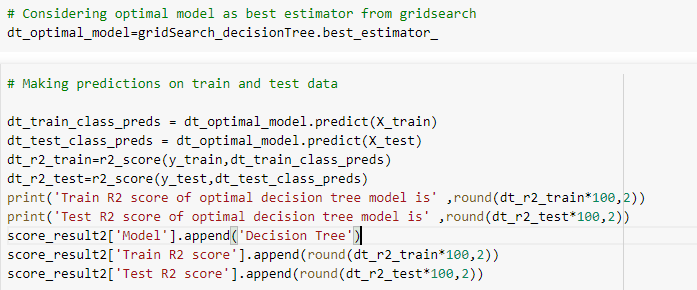 # Considering optimal model as best estimator from gridsearch
dt_optimal_model=gridSearch_decisionTree.best_estimator_
# Making predictions on train and test data
dt_train_class_preds = dt_optimal_model.predict(X_train)
dt_test_class_preds = dt_optimal_model.predict(X_test)
dt_r2_train=r2_score(y_train,dt_train_class_preds)
dt_r2_test=r2_score(y_test,dt_test_class_preds)
print('Train R2 score of optimal decision tree model is' ,round(dt_r2_train*100,2))
print('Test R2 score of optimal decision tree model is' ,round(dt_r2_test*100,2))
score_result2['Model'].append('Decision Tree')
score_result2['Train R2 score'].append(round(dt_r2_train*100,2))
score_result2['Test R2 score'].append(round(dt_r2_test*100,2))